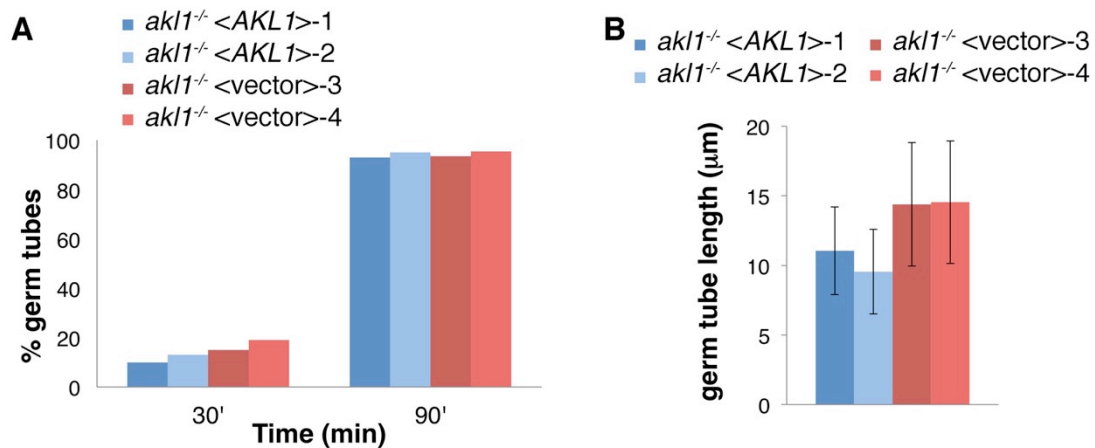 A
akl1-/- <AKL1>-1
akl1-/- <AKL1>-2
akl1-/- <vector>-3
akl1-/- <vector>-4
% germ tubes
100
80
60
40
20
0
30' 90'
Time (min)
B
akl1-/- <AKL1>-1 akl1-/- <vector>-3
akl1-/- <AKL1>-2 akl1-/- <vector>-4
germ tube length (μm)
20
15
10
5
0